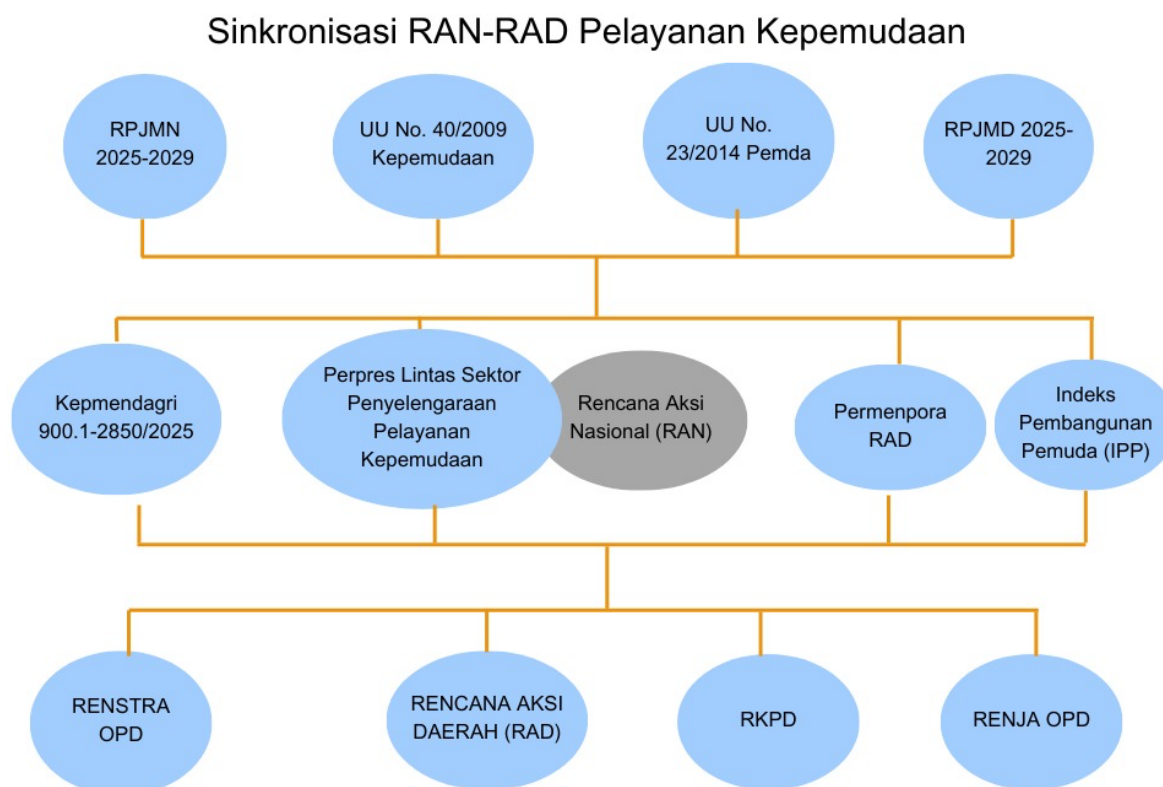 Sinkronisasi RAN-RAD Pelayanan Kepemudaan
RPJMN
2025-2029
UU No. 40/2009
Kepemudaan
UU No.
23/2014 Pemda
RPJMD 2025-
2029
Kepmendagri
900.1-2850/2025
Perpres Lintas Sektor
Penyelengaraan
Pelayanan
Kepemudaan
Rencana Aksi
Nasional (RAN)
Permenpora
RAD
Indeks
Pembangunan
Pemuda (IPP)
RENSTRA
OPD
RENCANA AKSI
DAERAH (RAD)
RKPD
RENJA OPD